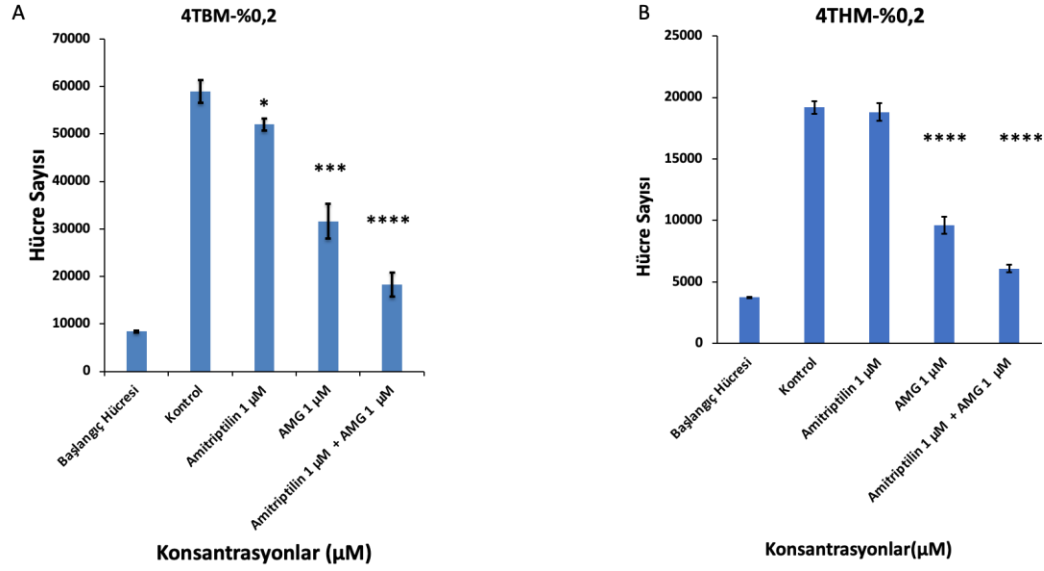 A
4TBM-%0,2
Hücre Sayısı
70000
60000
50000
40000
30000
20000
10000
0
*
***
****
Başlangıç Hücresi
Kontrol
Amitriptilin 1 µM
AMG 1 µM
Amitriptilin 1 µM + AMG 1 µM
Konsantrasyonlar (µM)
B
4THM-%0,2
Hücre Sayısı
25000
20000
15000
10000
5000
0
****
****
Başlangıç Hücresi
Kontrol
Amitriptilin 1 µM
AMG 1 µM
Amitriptilin 1 µM + AMG 1 µM
Konsantrasyonlar(µM)